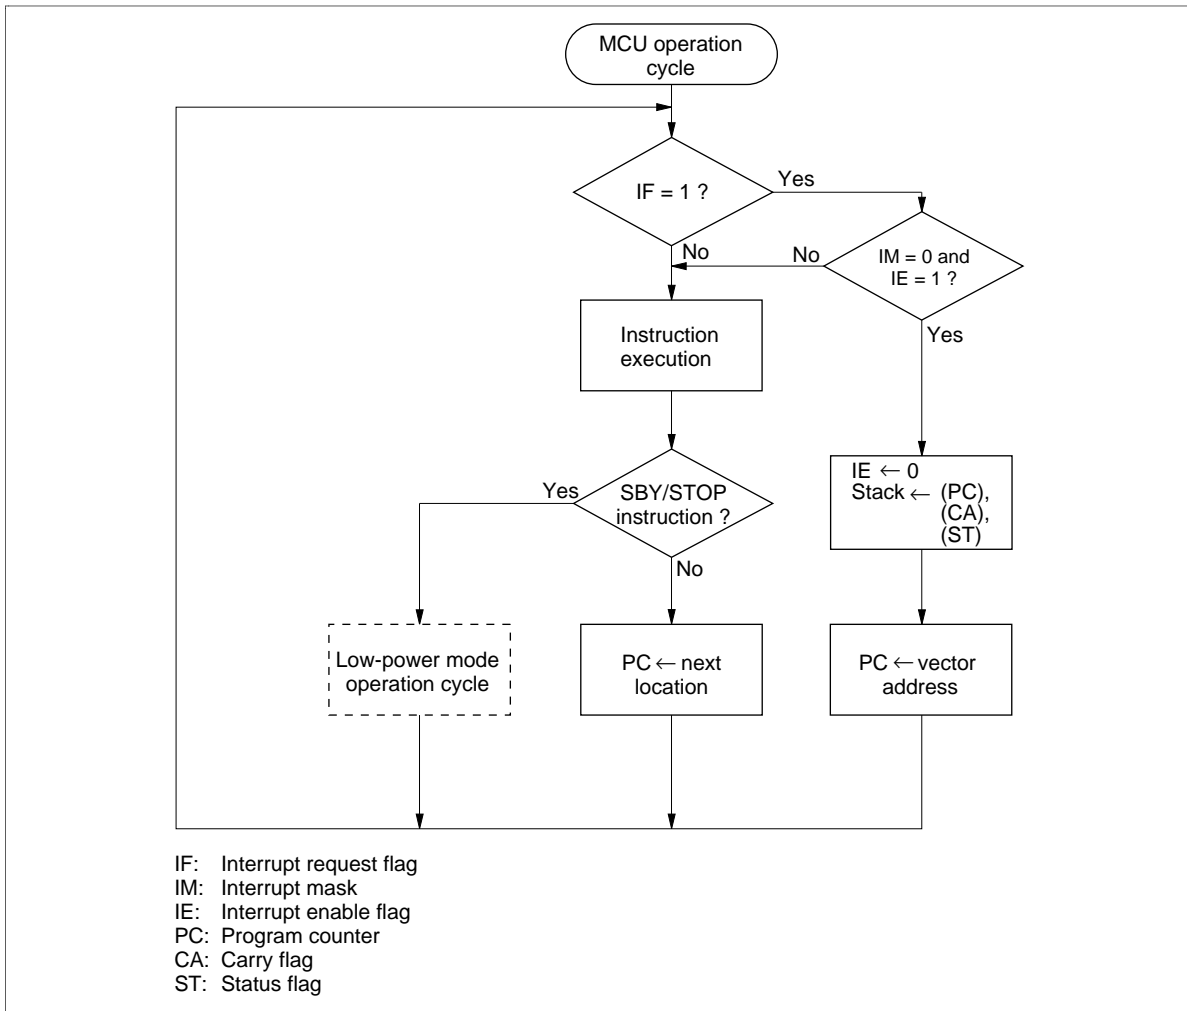 MCU operation
cycle
IF = 1 ?
Yes
No
No
IM = 0 and
IE = 1 ?
Yes
Instruction
execution
IE ← 0
Stack ← (PC),
(CA),
(ST)
Yes
SBY/STOP
instruction ?
No
Low-power mode
operation cycle
PC ← next
location
PC ← vector
address
IF: Interrupt request flag
IM: Interrupt mask
IE: Interrupt enable flag
PC: Program counter
CA: Carry flag
ST: Status flag